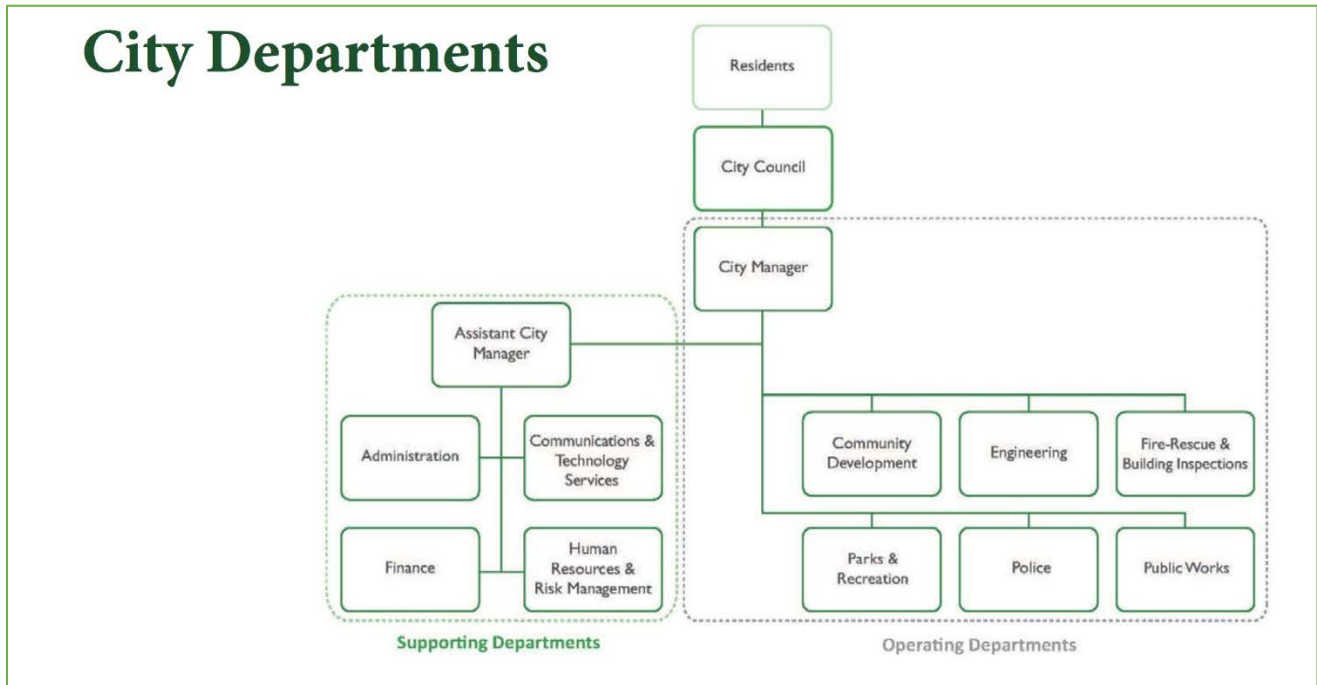 City Departments
Residents
City Council
City Manager
Assistant City
Manager
Administration
Communications &
Technology
Services
Finance
Human
Resources &
Risk Management
Supporting Departments
Community
Development
Engineering
Fire-Rescue &
Building Inspections
Parks &
Recreation
Police
Public Works
Operating Departments